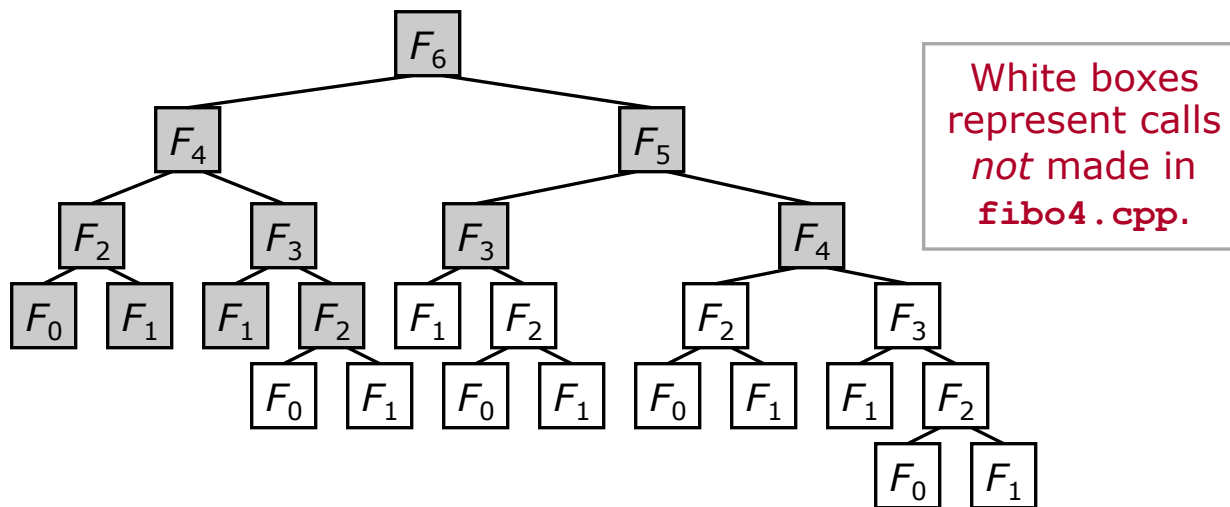 F₆
F₄ F₅
F₂ F₃ F₃ F₄
F₀ F₁ F₁ F₂ F₁ F₂ F₂ F₃
F₀ F₁ F₀ F₁ F₀ F₁ F₁ F₂
F₀ F₁
White boxes
represent calls
not made in
fibo4.cpp.